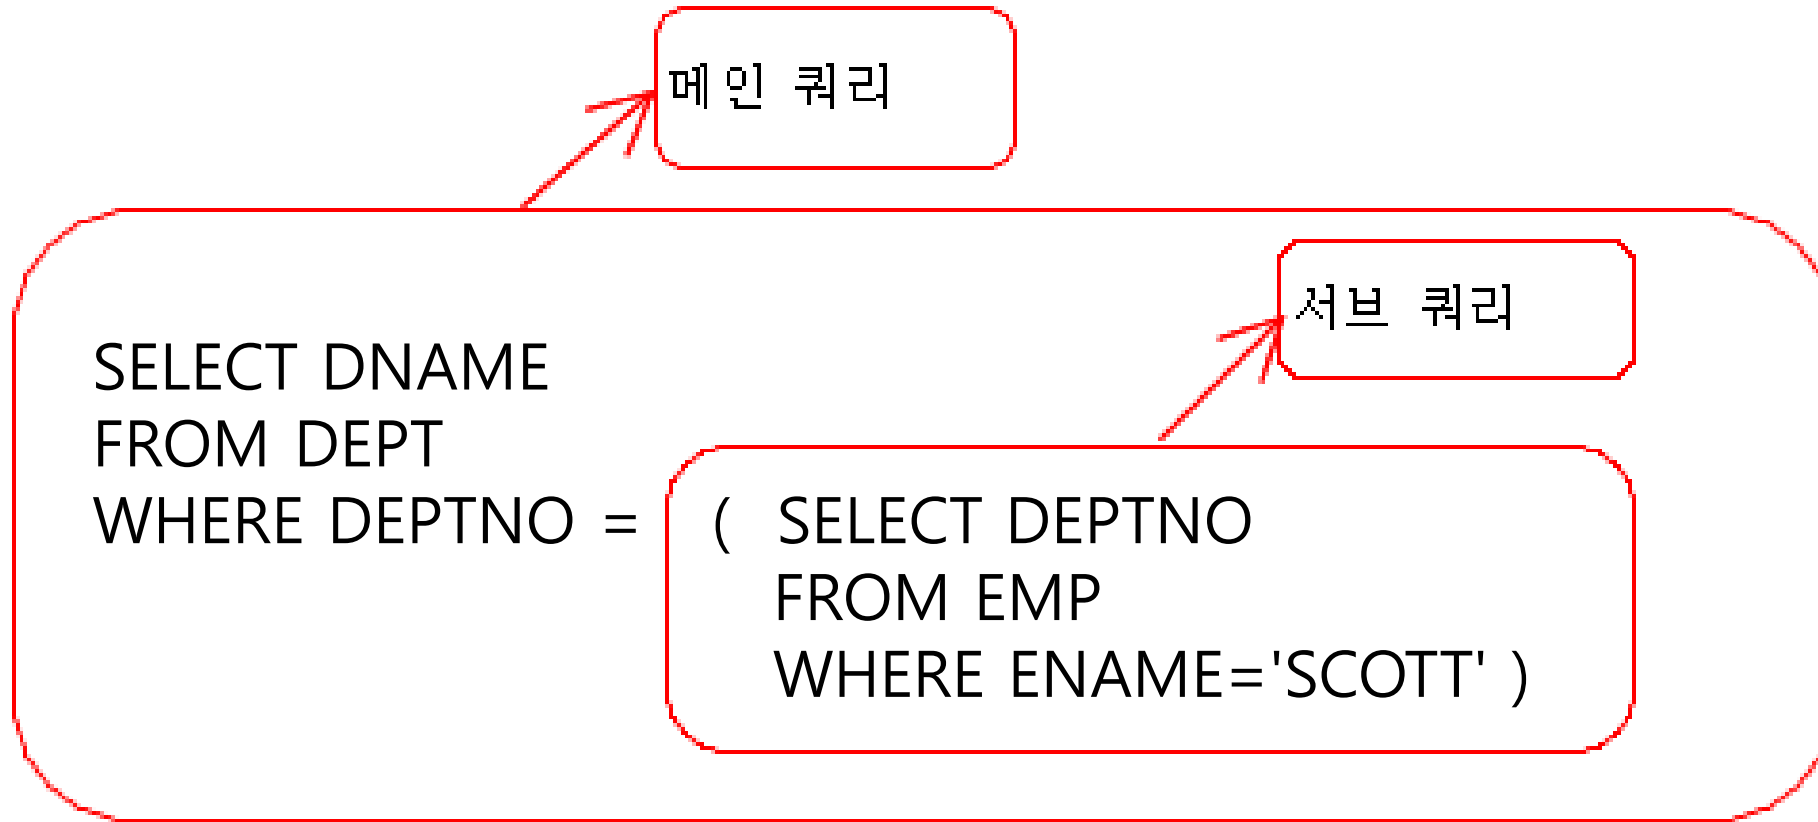 메인 쿼리
서브 쿼리
SELECT DNAME
FROM DEPT
WHERE DEPTNO = ( SELECT DEPTNO
FROM EMP
WHERE ENAME='SCOTT' )